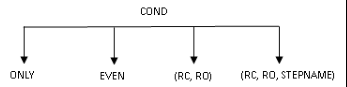 COND
ONLY EVEN (RC, RO) (RC, RO, STEPNAME)